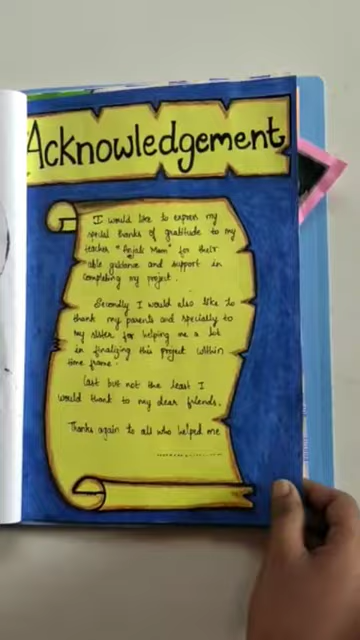 Acknowledgement
I would like to express my
special thanks of gratitude to my
teacher "Anjali Mam" for their
able guidance and support in
completing my project.
Secondly I would also like to
thank my parents and specially to
my sister for helping me a lot
in finalizing this project within
time frame.
Last but not the least I
would thank to my dear friends.
Thanks again to all who helped me